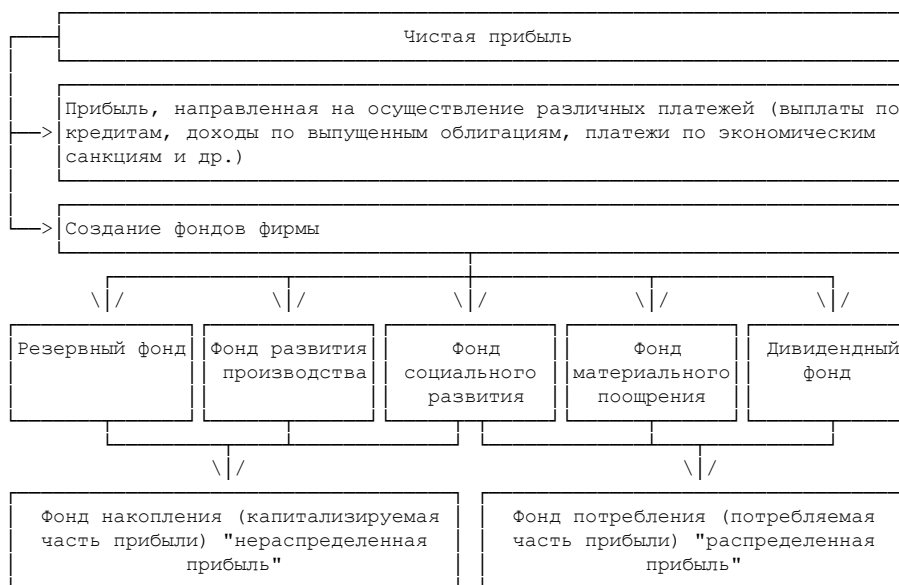 Чистая прибыль
Прибыль, направленная на осуществление различных платежей (выплаты по
кредитам, доходы по выпущенным облигациям, платежи по экономическим
санкциям и др.)
Создание фондов фирмы
Резервный фонд
Фонд развития
производства
Фонд
социального
развития
Фонд
материального
поощрения
Дивидендный
фонд
Фонд накопления (капитализируемая
часть прибыли) "нераспределенная
прибыль"
Фонд потребления (потребляемая
часть прибыли) "распределенная
прибыль"